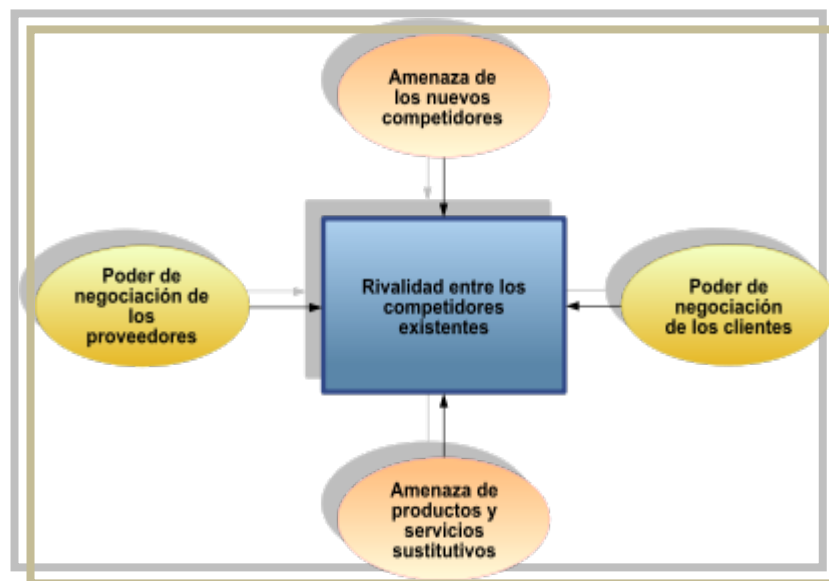 Amenaza de
los nuevos
competidores
Poder de
negociación de
los
proveedores
Rivalidad entre los
competidores
existentes
Poder de
negociación
de los clientes
Amenaza de
productos y
servicios
sustitutivos